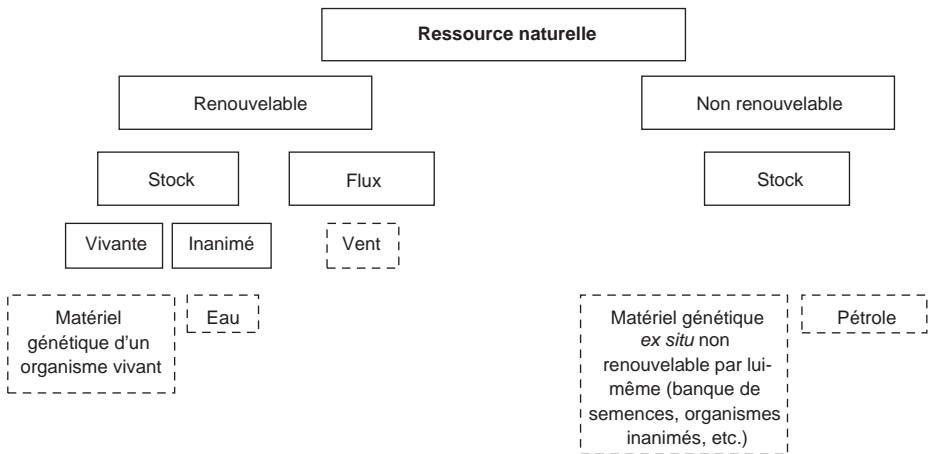 Ressource naturelle
Renouvelable
Non renouvelable
Stock
Flux
Stock
Vivante
Inanimé
Vent
Matériel
génétique d’un
organisme vivant
Eau
Matériel génétique
ex situ non
renouvelable par lui-
même (banque de
semences, organismes
inanimés, etc.)
Pétrole